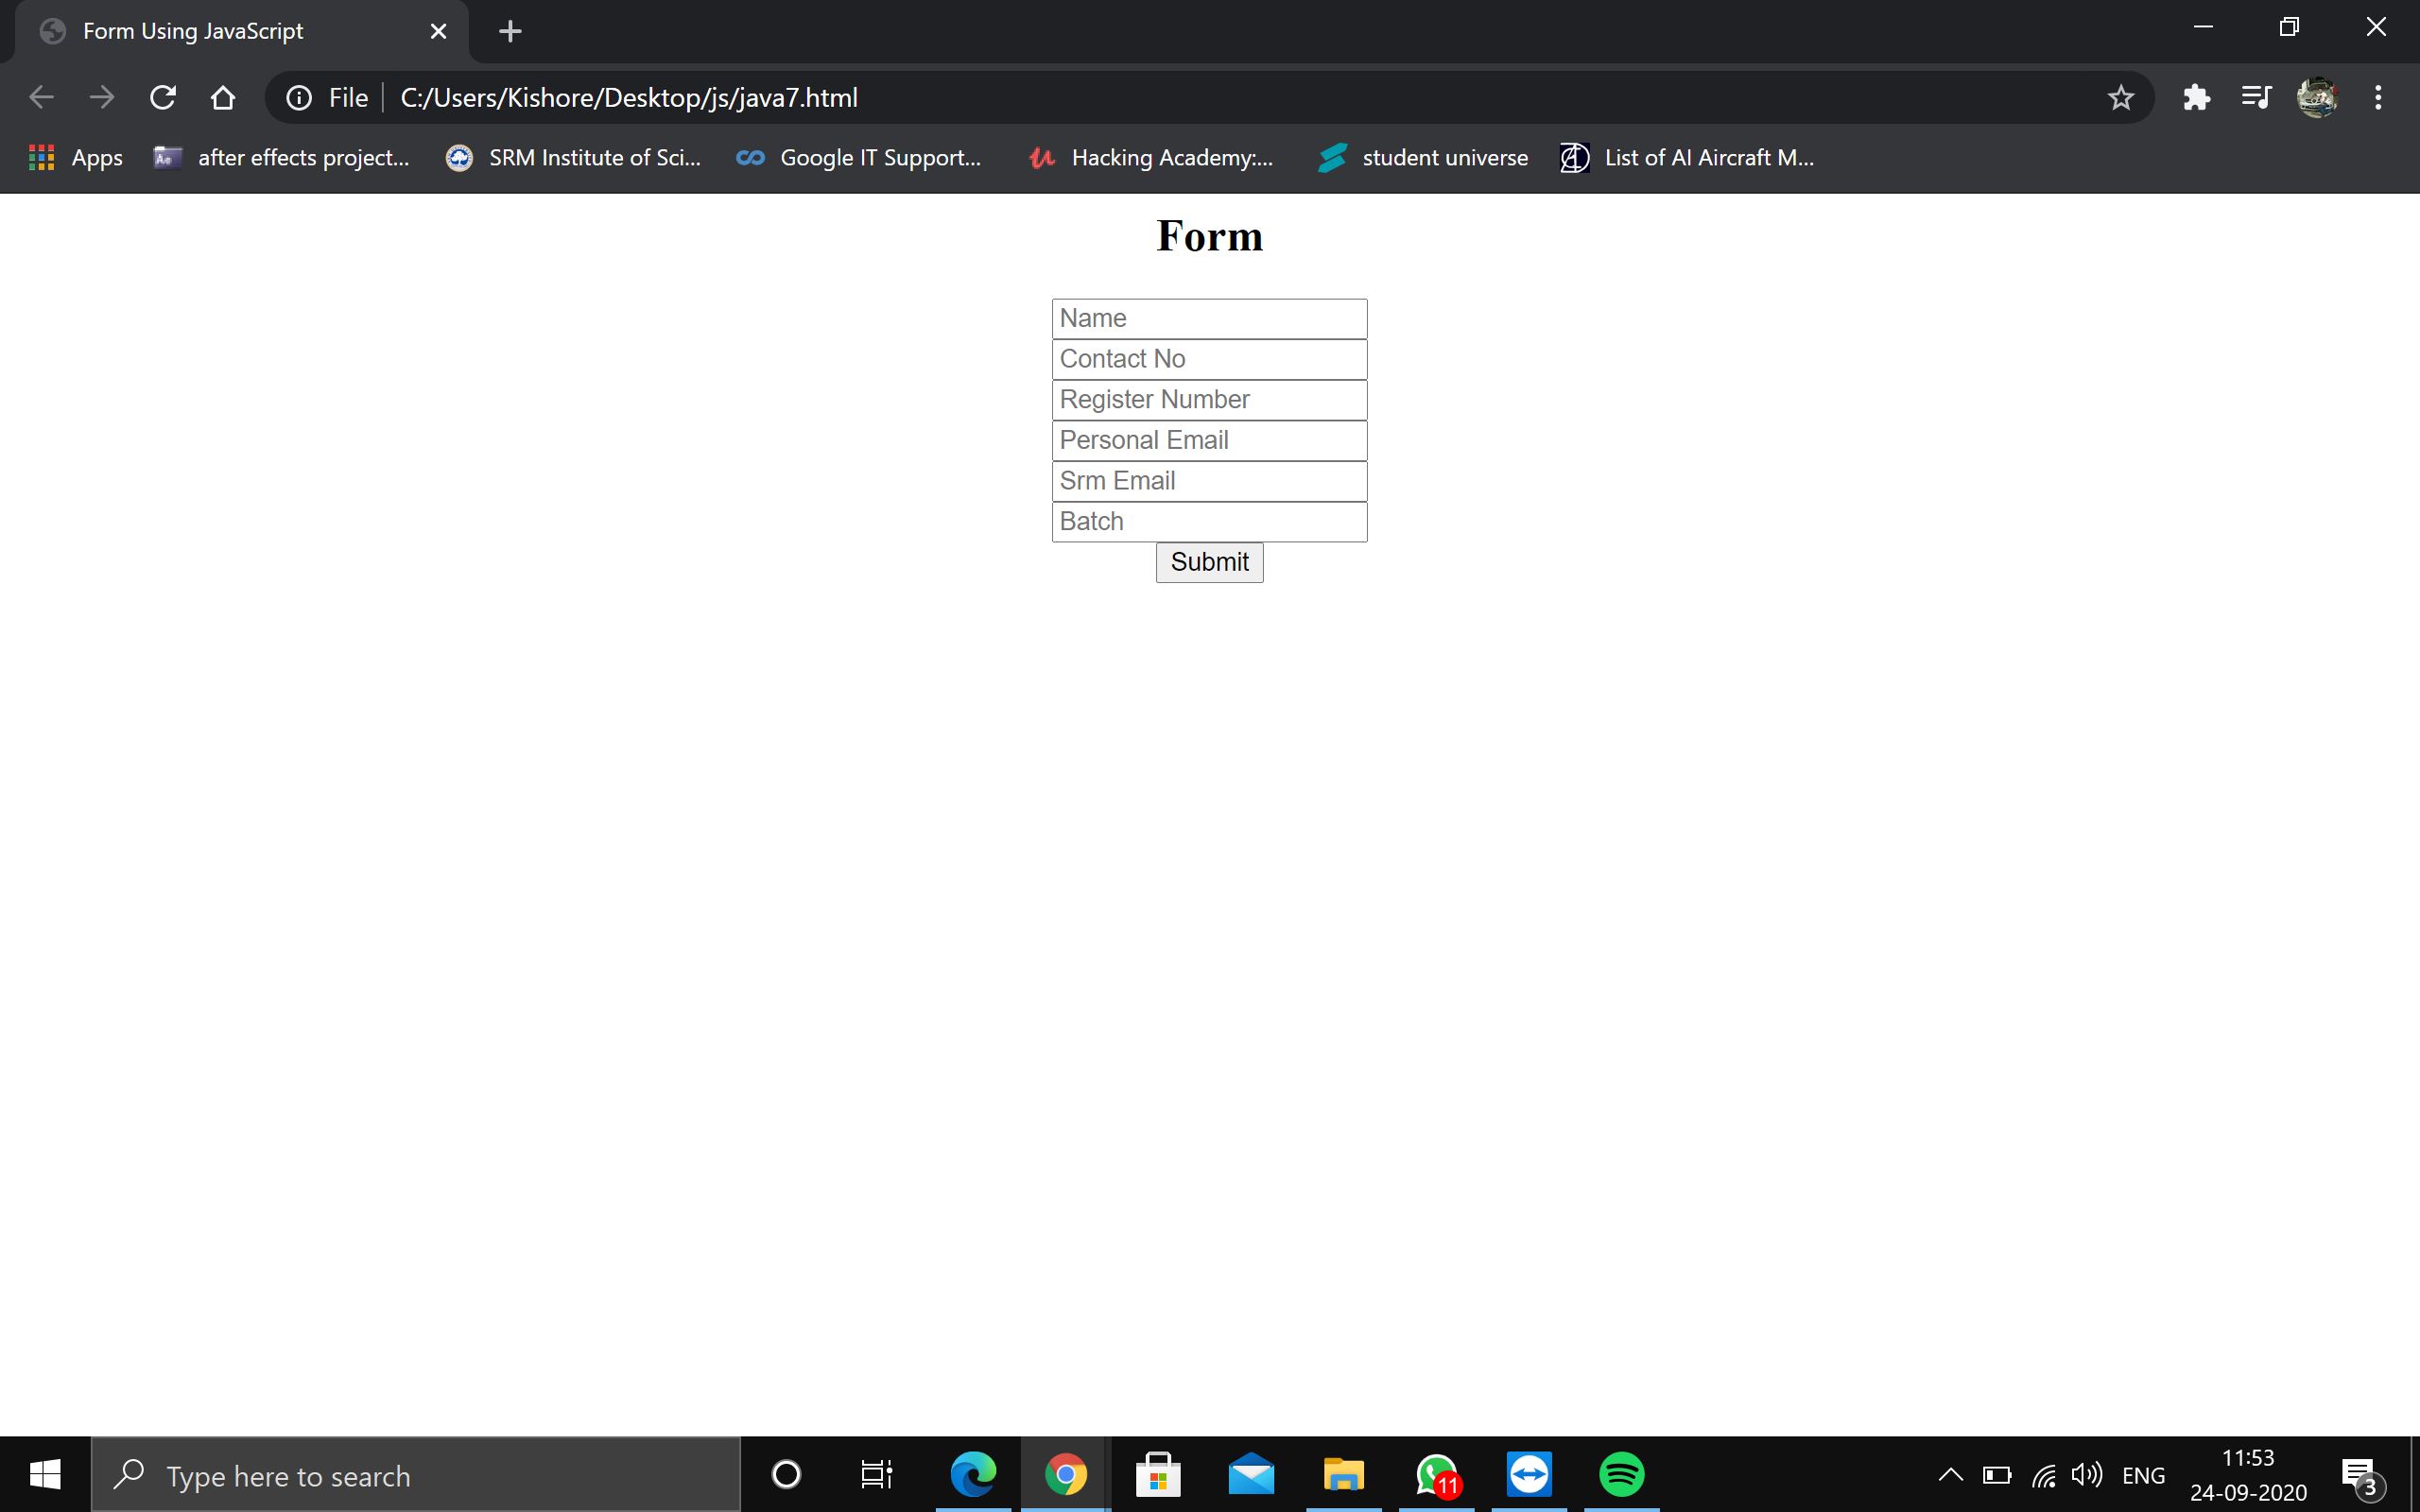 Form Using JavaScript
File C:/Users/Kishore/Desktop/js/java7.html
Apps after effects project... SRM Institute of Sci... Google IT Support... Hacking Academy:... student universe List of AI Aircraft M...
Form
Name
Contact No
Register Number
Personal Email
Srm Email
Batch
Submit
Type here to search
11
ENG
11:53
24-09-2020
3